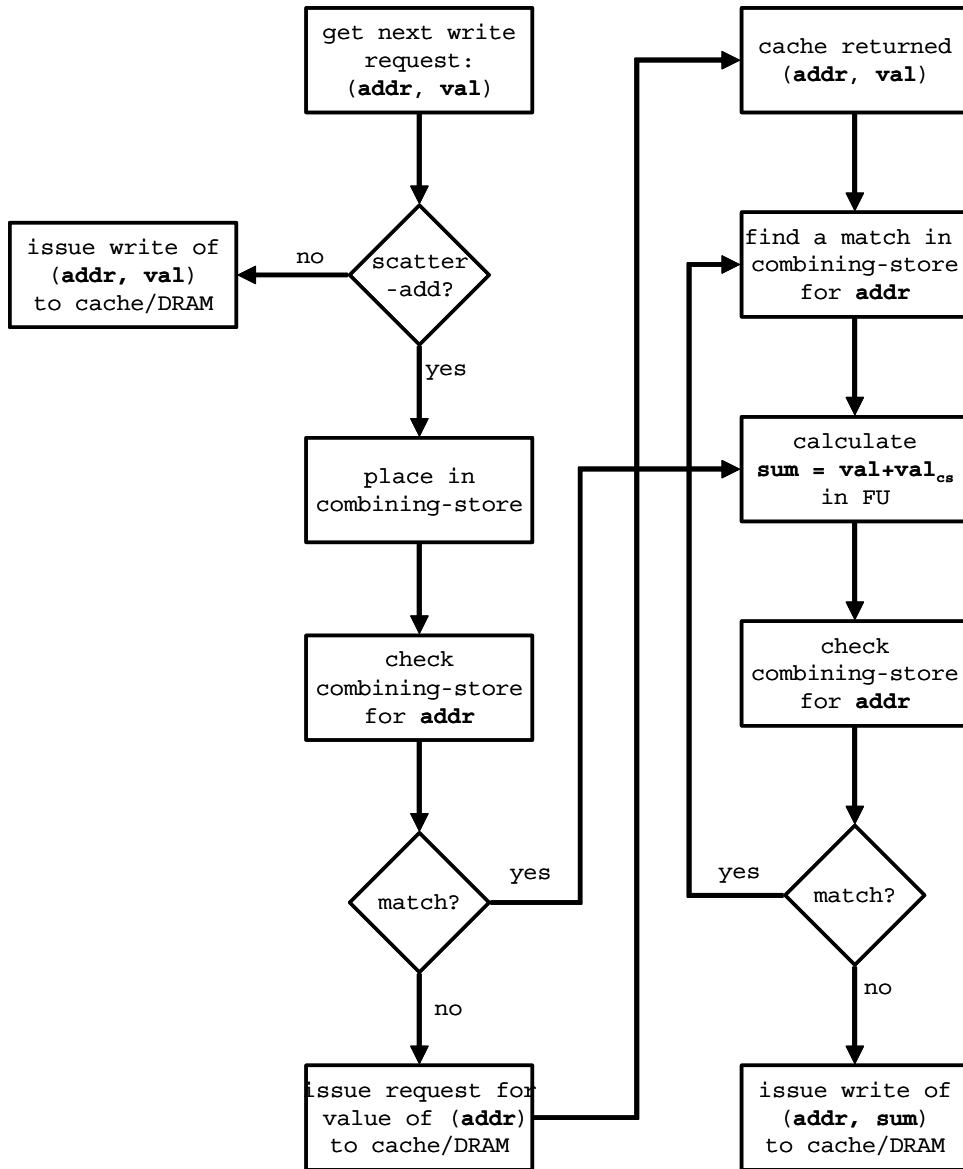 get next write
request:
(addr, val)
issue write of
(addr, val)
to cache/DRAM
no
scatter
-add?
yes
place in
combining-store
check
combining-store
for addr
match?
yes
no
issue request for
value of (addr)
to cache/DRAM
cache returned
(addr, val)
find a match in
combining-store
for addr
calculate
sum = val+valcs
in FU
check
combining-store
for addr
yes
match?
no
issue write of
(addr, sum)
to cache/DRAM